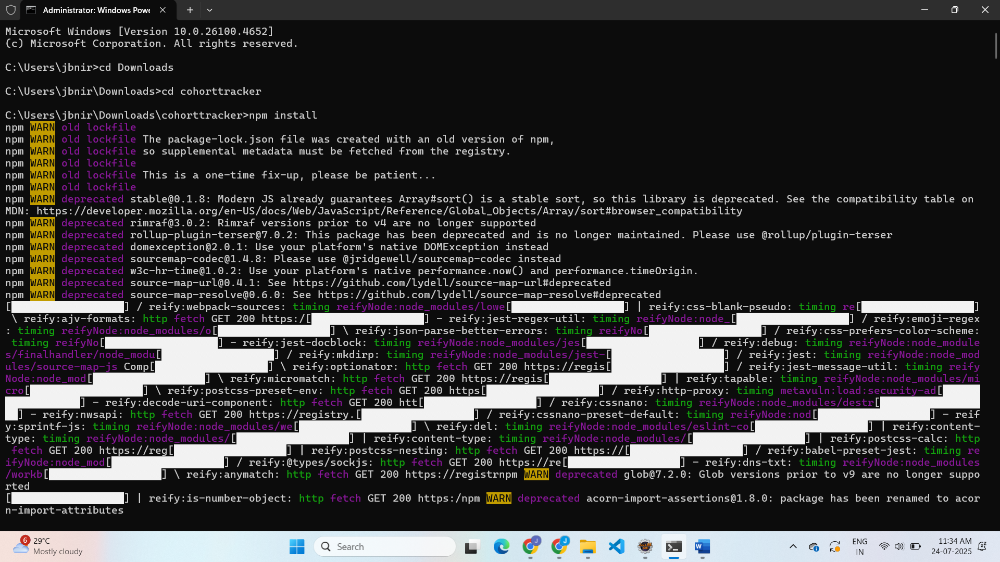 Administrator: Windows Powe
Microsoft Windows [Version 10.0.26100.4652]
(c) Microsoft Corporation. All rights reserved.
C:\Users\jbnir>cd Downloads
C:\Users\jbnir\Downloads>cd cohorttracker
C:\Users\jbnir\Downloads\cohorttracker>npm install
npm WARN old lockfile
npm WARN old lockfile The package-lock.json file was created with an old version of npm,
npm WARN old lockfile so supplemental metadata must be fetched from the registry.
npm WARN old lockfile
npm WARN old lockfile This is a one-time fix-up, please be patient...
npm WARN old lockfile
npm WARN deprecated stable@0.1.8: Modern JS already guarantees Array#sort() is a stable sort, so this library is deprecated. See the compatibility table on
MDN: https://developer.mozilla.org/en-US/docs/Web/JavaScript/Reference/Global_Objects/Array/sort#browser_compatibility
npm WARN deprecated rimraf@3.0.2: Rimraf versions prior to v4 are no longer supported
npm WARN deprecated rollup-plugin-terser@7.0.2: This package has been deprecated and is no longer maintained. Please use @rollup/plugin-terser
npm WARN deprecated domexception@2.0.1: Use your platform's native DOMException instead
npm WARN deprecated sourcemap-codec@1.4.8: Please use @jridgewell/sourcemap-codec instead
npm WARN deprecated w3c-hr-time@1.0.2: Use your platform's native performance.now() and performance.timeOrigin.
npm WARN deprecated source-map-url@0.4.1: See https://github.com/lydell/source-map-url#deprecated
npm WARN deprecated source-map-resolve@0.6.0: See https://github.com/lydell/source-map-resolve#deprecated
[                  ] / reify:webpack-sources: timing reifyNode:node_modules/lowe[                  ] | reify:css-blank-pseudo: timing re[                  ]
 \ reify:ajv-formats: http fetch GET 200 https:/[                  ] - reify:jest-regex-util: timing reifyNode:node_[                  ] / reify:emoji-regex
: timing reifyNode:node_modules/o[                  ] \ reify:json-parse-better-errors: timing reifyNo[                  ] / reify:css-prefers-color-scheme:
 timing reifyNo[                  ] - reify:jest-docblock: timing reifyNode:node_modules/jes[                  ] / reify:debug: timing reifyNode:node_module
s/finalhandler/node_modu[                  ] / reify:mkdirp: timing reifyNode:node_modules/jest-[                  ] / reify:jest: timing reifyNode:node_mod
ules/source-map-js Comp[                  ] \ reify:optionator: http fetch GET 200 https://regis[                  ] / reify:jest-message-util: timing reify
Node:node_mod[                  ] \ reify:micromatch: http fetch GET 200 https://regis[                  ] | reify:tapable: timing reifyNode:node_modules/mi
cro[                  ] \ reify:postcss-preset-env: http fetch GET 200 https[                  ] / reify:http-proxy: timing metavuln:load:security-ad[
            ] - reify:decode-uri-component: http fetch GET 200 htt[                  ] / reify:cssnano: timing reifyNode:node_modules/destr[
  ] - reify:nwsapi: http fetch GET 200 https://registry.[                  ] / reify:cssnano-preset-default: timing reifyNode:nod[                  ] - reif
y:sprintf-js: timing reifyNode:node_modules/we[                  ] \ reify:del: timing reifyNode:node_modules/eslint-co[                  ] | reify:content-
type: timing reifyNode:node_modules/[                  ] | reify:content-type: timing reifyNode:node_modules/[                  ] | reify:postcss-calc: http
 fetch GET 200 https://reg[                  ] | reify:postcss-nesting: http fetch GET 200 https://[                  ] / reify:babel-preset-jest: timing re
ifyNode:node_mod[                  ] / reify:@types/sockjs: http fetch GET 200 https://re[                  ] - reify:dns-txt: timing reifyNode:node_modules
/workb[                  ] \ reify:anymatch: http fetch GET 200 https://registrnpm WARN deprecated glob@7.2.0: Glob versions prior to v9 are no longer suppo
rted
[                  ] | reify:is-number-object: http fetch GET 200 https:/npm WARN deprecated acorn-import-assertions@1.8.0: package has been renamed to acor
n-import-attributes
6
29°C
Mostly cloudy
Search
J
J
ENG
IN
11:34 AM
24-07-2025